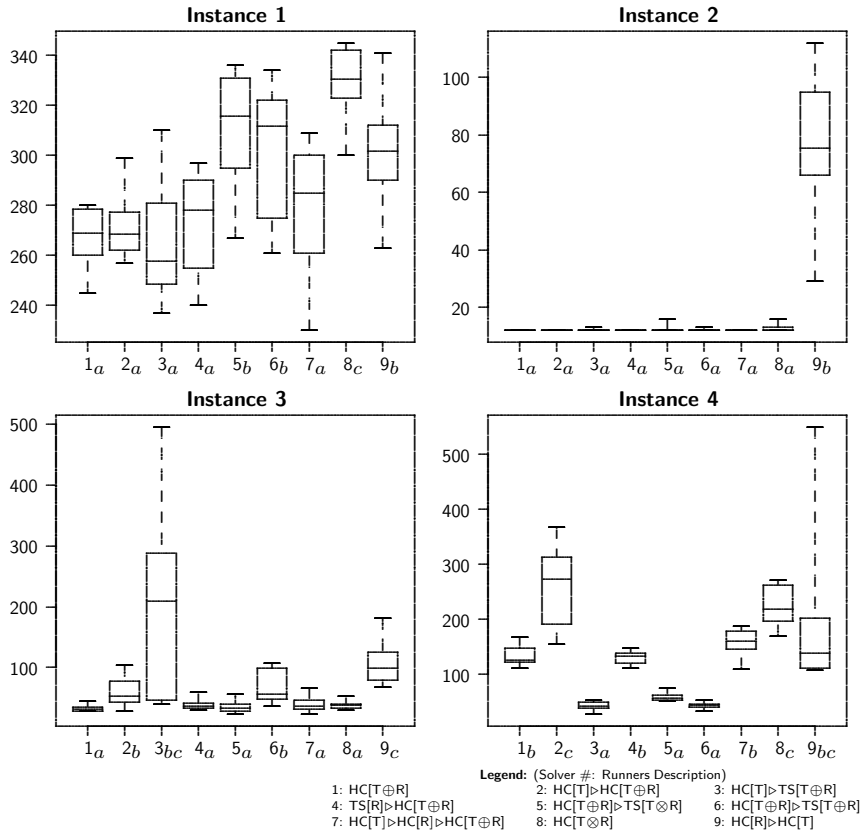 Instance 1
Instance 2
340
320
300
280
260
240
100
80
60
40
20
1a 2a 3a 4a 5b 6b 7a 8c 9b
1a 2a 3a 4a 5a 6a 7a 8a 9b
Instance 3
Instance 4
500
400
300
200
100
500
400
300
200
100
1a 2b 3bc 4a 5a 6b 7a 8a 9c
1b 2c 3a 4b 5a 6a 7b 8c 9bc
Legend: (Solver #: Runners Description)
1: HC[T⊕R] 2: HC[T]▷HC[T⊕R] 3: HC[T]▷TS[T⊕R]
4: TS[R]▷HC[T⊕R] 5: HC[T⊕R]▷TS[T⊗R] 6: HC[T⊕R]▷TS[T⊕R]
7: HC[T]▷HC[R]▷HC[T⊕R] 8: HC[T⊗R] 9: HC[R]▷HC[T]